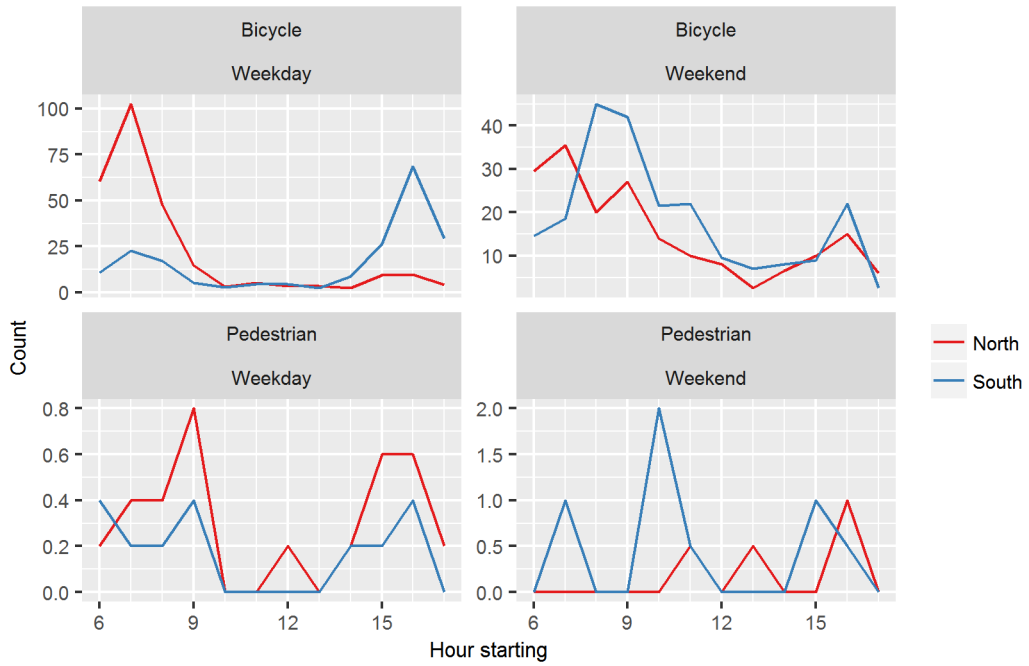 Bicycle
Weekday
100
75
50
25
0
Bicycle
Weekend
40
30
20
10
Count
Pedestrian
Weekday
0.8
0.6
0.4
0.2
0.0
6
9
12
15
Pedestrian
Weekend
2.0
1.5
1.0
0.5
0.0
6
9
12
15
Hour starting
North
South